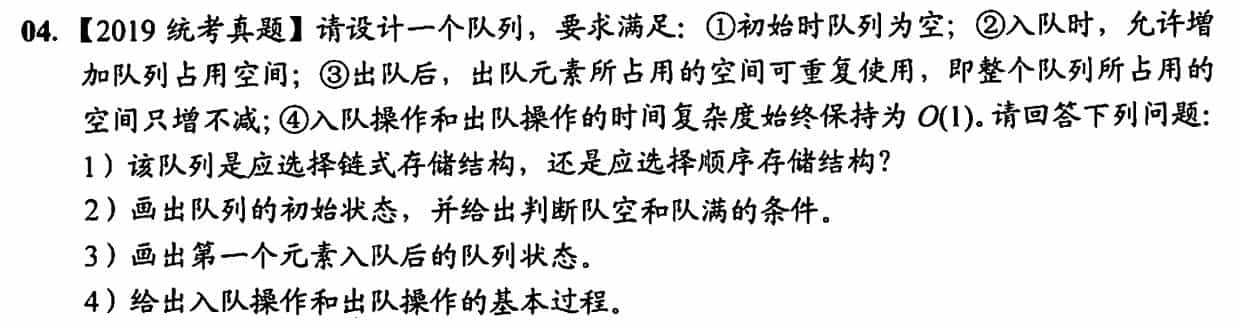 04.【2019 统考真题】请设计一个队列，要求满足：①初始时队列为空；②入队时，允许增
加队列占用空间；③出队后，出队元素所占用的空间可重复使用，即整个队列所占用的
空间只增不减；④入队操作和出队操作的时间复杂度始终保持为 O(1)。请回答下列问题：
1）该队列是应选择链式存储结构，还是应选择顺序存储结构？
2）画出队列的初始状态，并给出判断队空和队满的条件。
3）画出第一个元素入队后的队列状态。
4）给出入队操作和出队操作的基本过程。